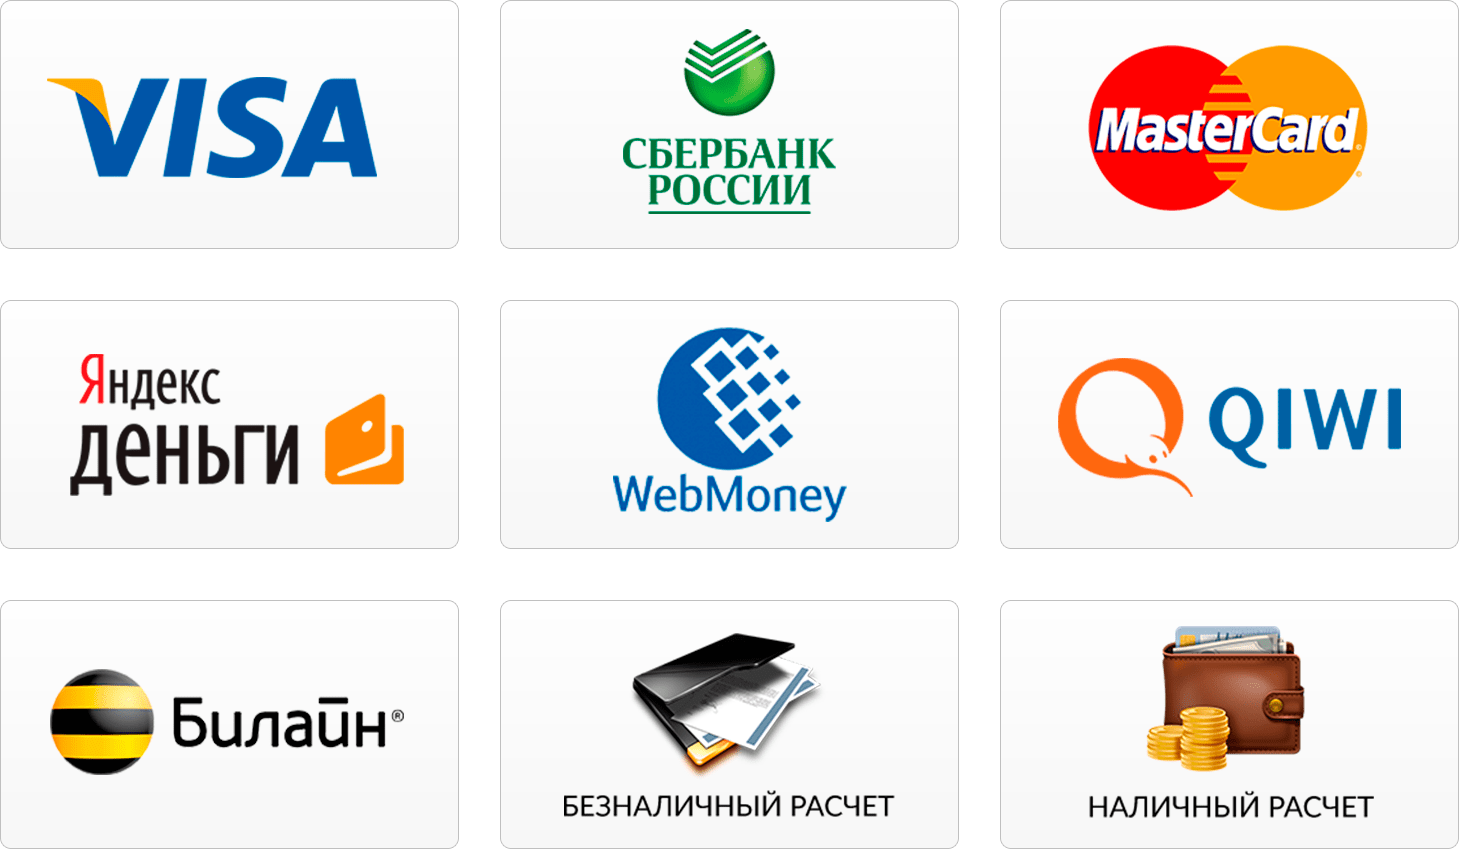 VISA
СБЕРБАНК
РОССИИ
MasterCard
Яндекс
деньги
WebMoney
QIWI
Билайн®
БЕЗНАЛИЧНЫЙ РАСЧЕТ
НАЛИЧНЫЙ РАСЧЕТ